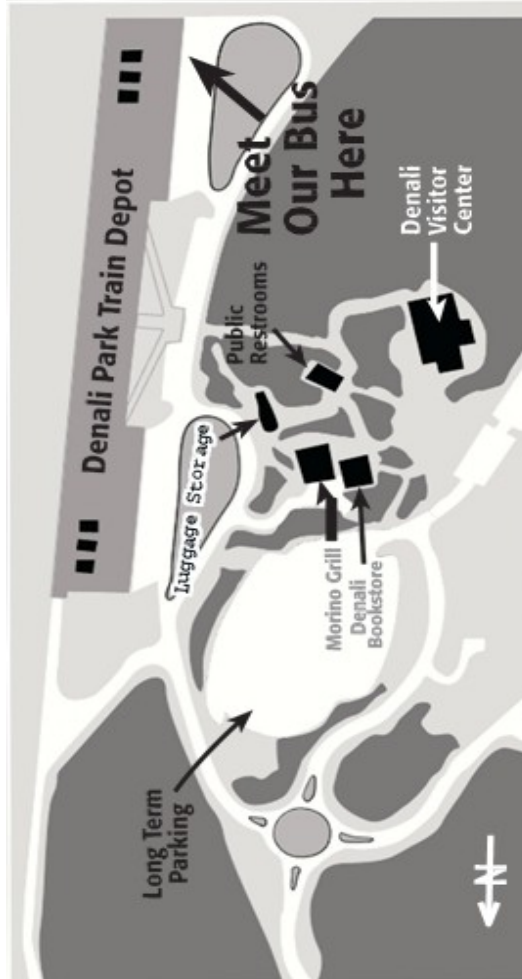 Denali Park Train Depot
Meet
Our Bus
Here
Luggage Storage
Public
Restrooms
Denali
Visitor
Center
Morino Grill
Denali
Bookstore
Long Term
Parking
N